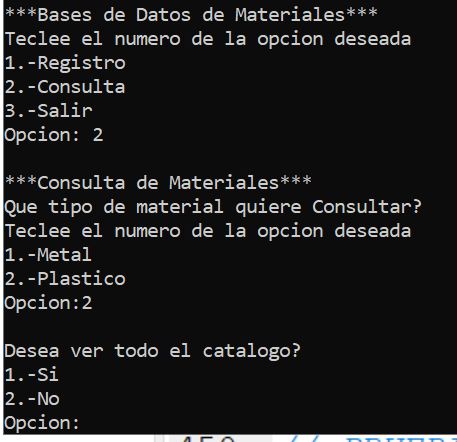 ***Bases de Datos de Materiales***
Teclee el numero de la opcion deseada
1.-Registro
2.-Consulta
3.-Salir
Opcion: 2
***Consulta de Materiales***
Que tipo de material quiere Consultar?
Teclee el numero de la opcion deseada
1.-Metal
2.-Plastico
Opcion:2
Desea ver todo el catalogo?
1.-Si
2.-No
Opcion: